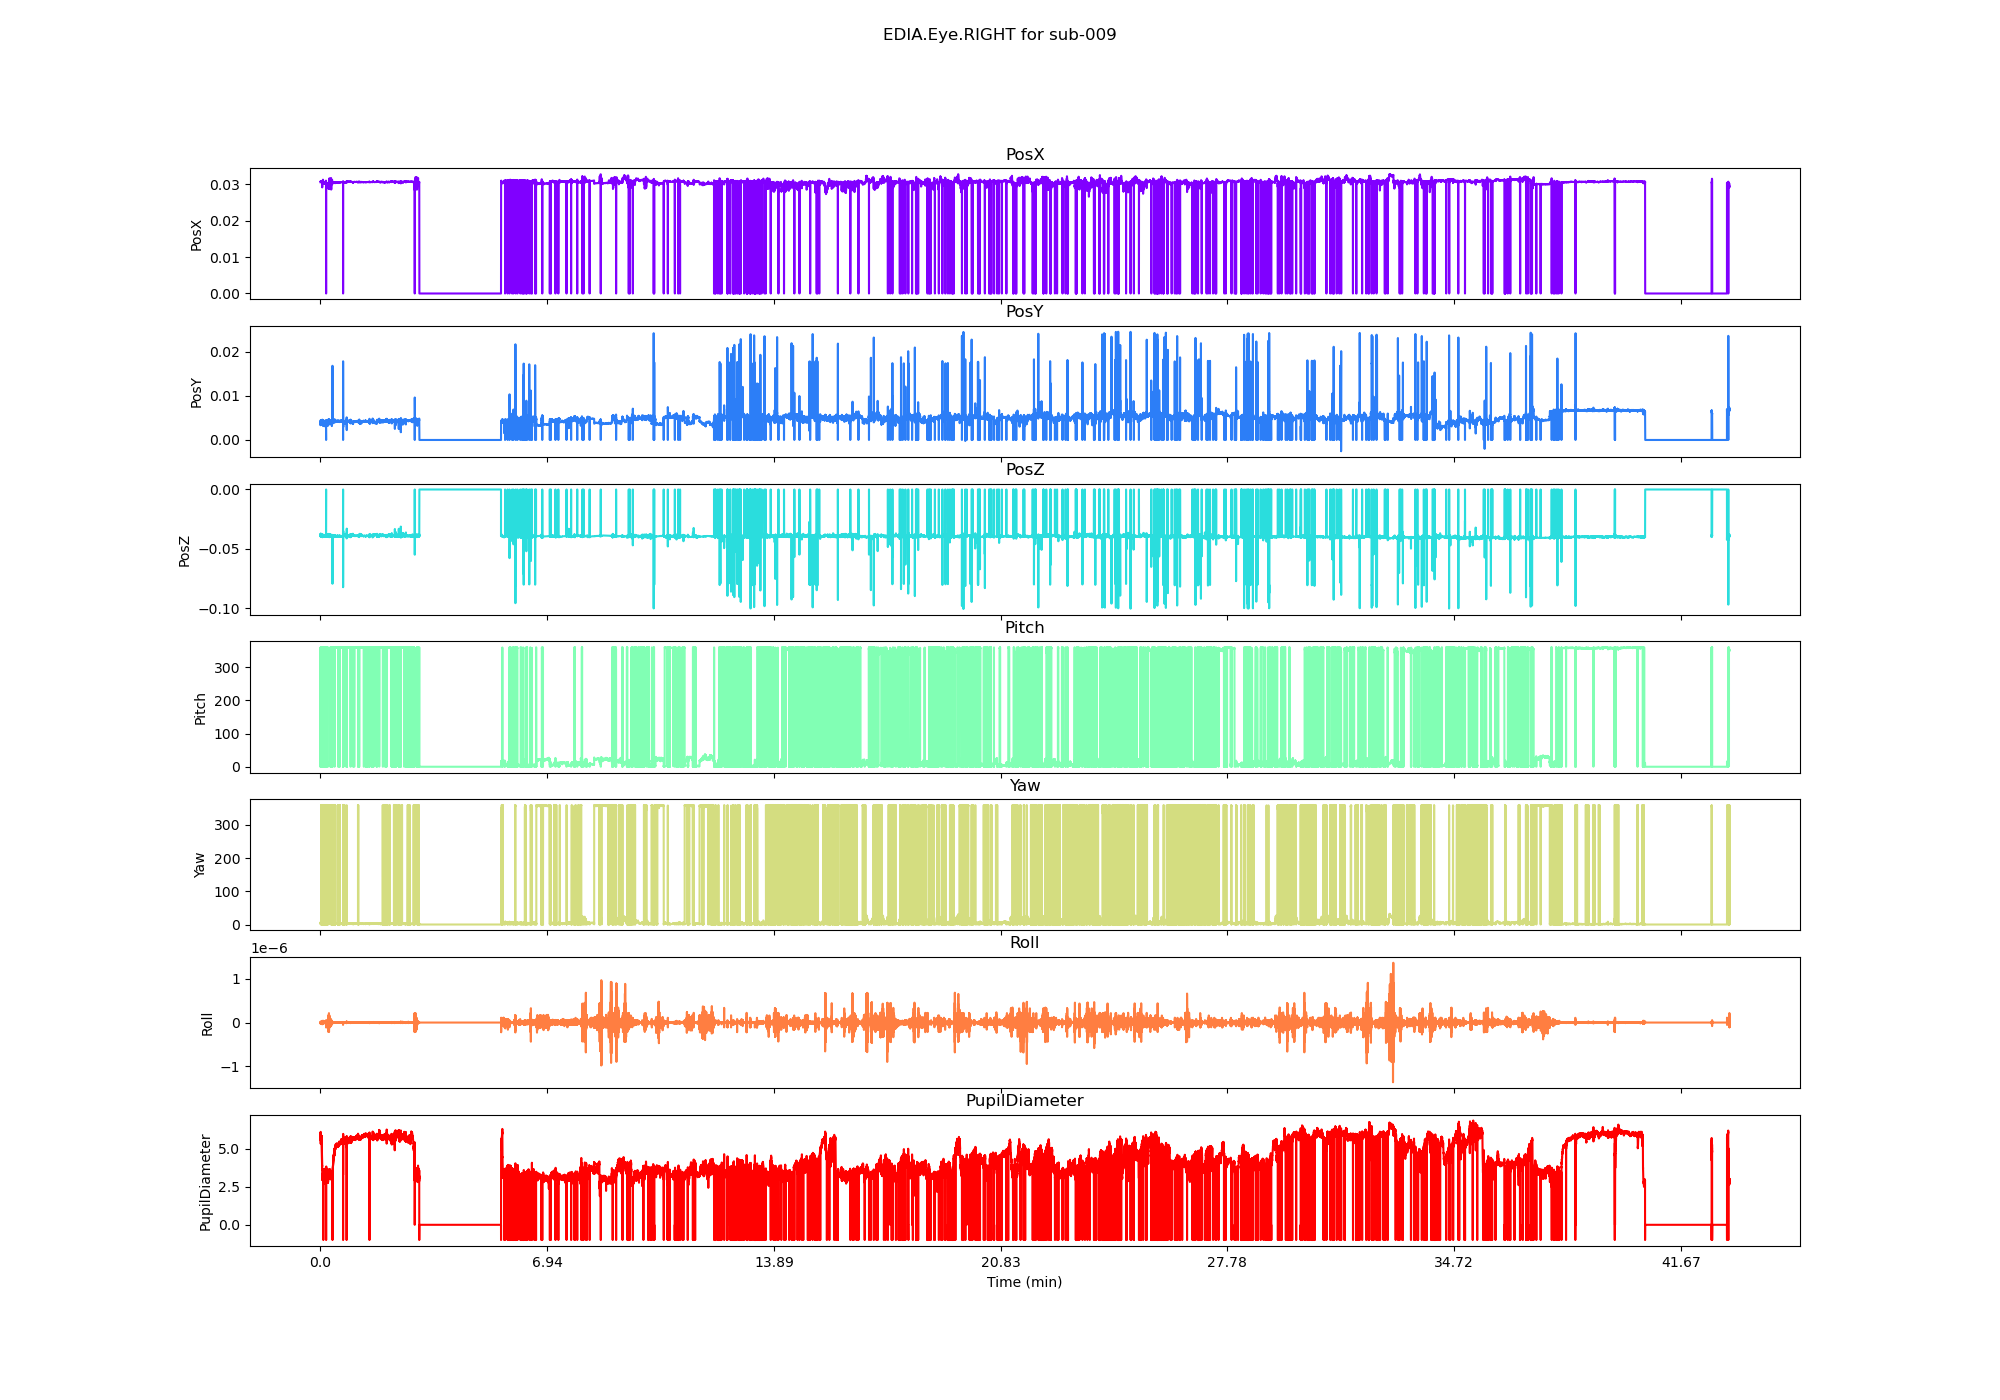 EDIA.Eye.RIGHT for sub-009
PosX
0.03
0.02
0.01
0.00
PosX
PosY
0.02
0.01
0.00
PosY
PosZ
0.00
−0.05
−0.10
PosZ
Pitch
300
200
100
0
Pitch
Yaw
300
200
100
0
Yaw
1e−6
Roll
1
0
−1
Roll
PupilDiameter
5.0
2.5
0.0
PupilDiameter
0.0 6.94 13.89 20.83 27.78 34.72 41.67
Time (min)